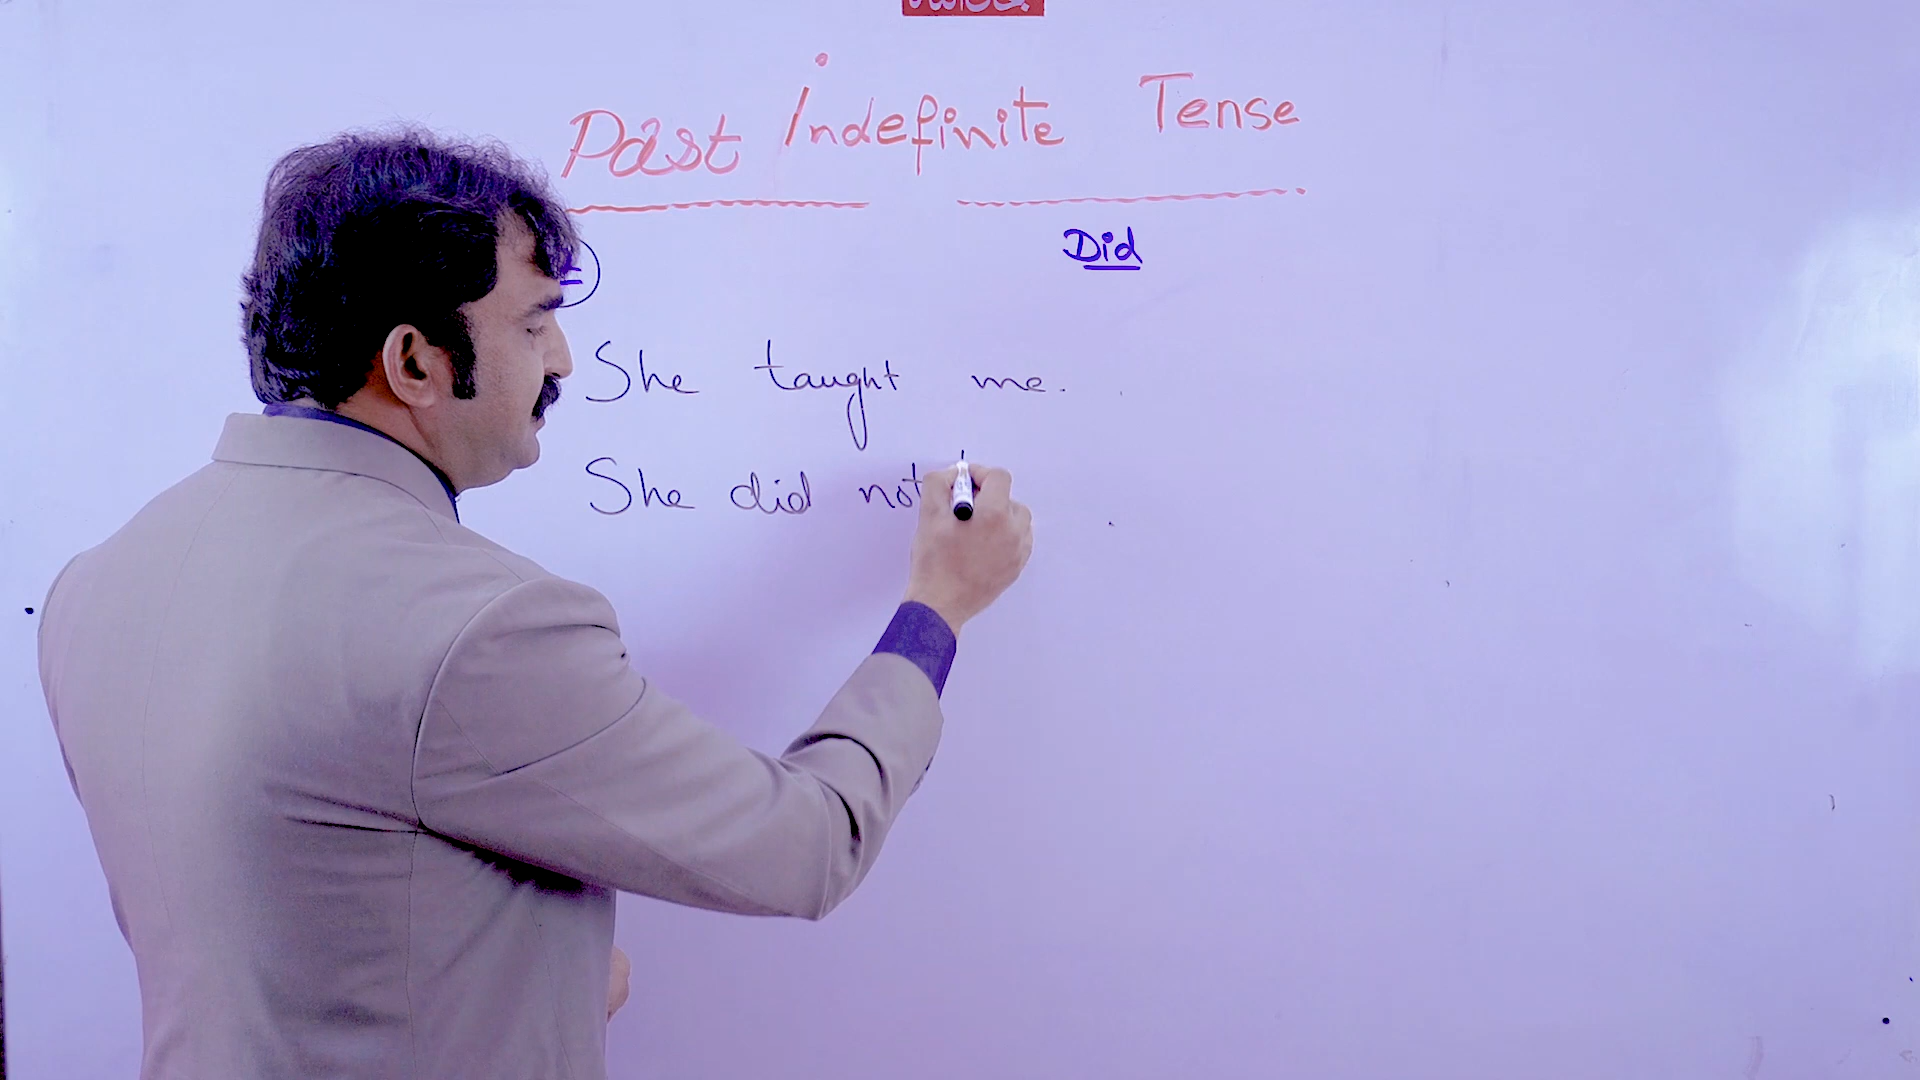 Past Indefinite Tense
Did
She taught me.
She did not